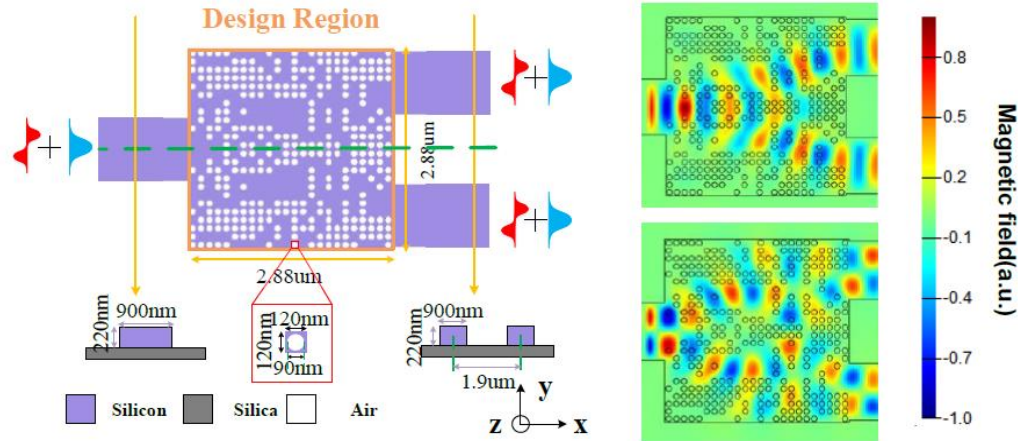 Design Region
+
+
+
2.88um
2.88um
900nm
220nm
120nm
120nm
90nm
900nm
220nm
1.9um
Silicon
Silica
Air
y
z
x
0.8
0.5
0.2
-0.1
-0.4
-0.7
-1.0
Magnetic field(a.u.)